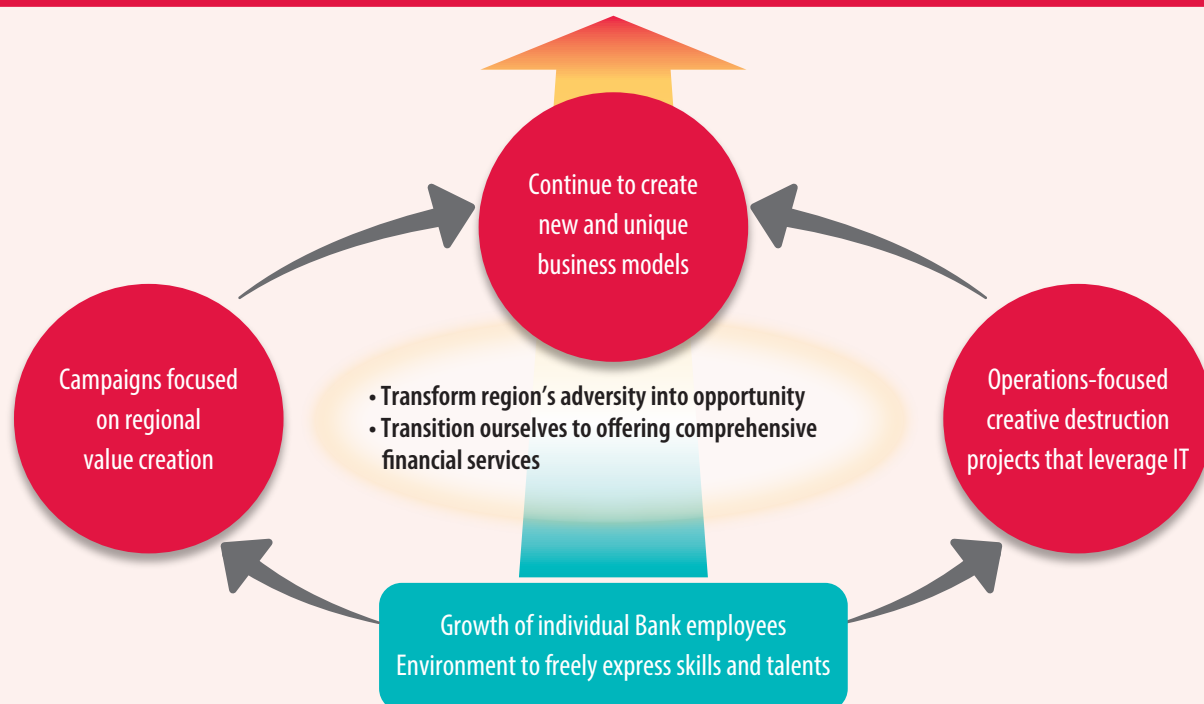 Continue to create
new and unique
business models
Campaigns focused
on regional
value creation
• Transform region's adversity into opportunity
• Transition ourselves to offering comprehensive
financial services
Operations-focused
creative destruction
projects that leverage IT
Growth of individual Bank employees
Environment to freely express skills and talents